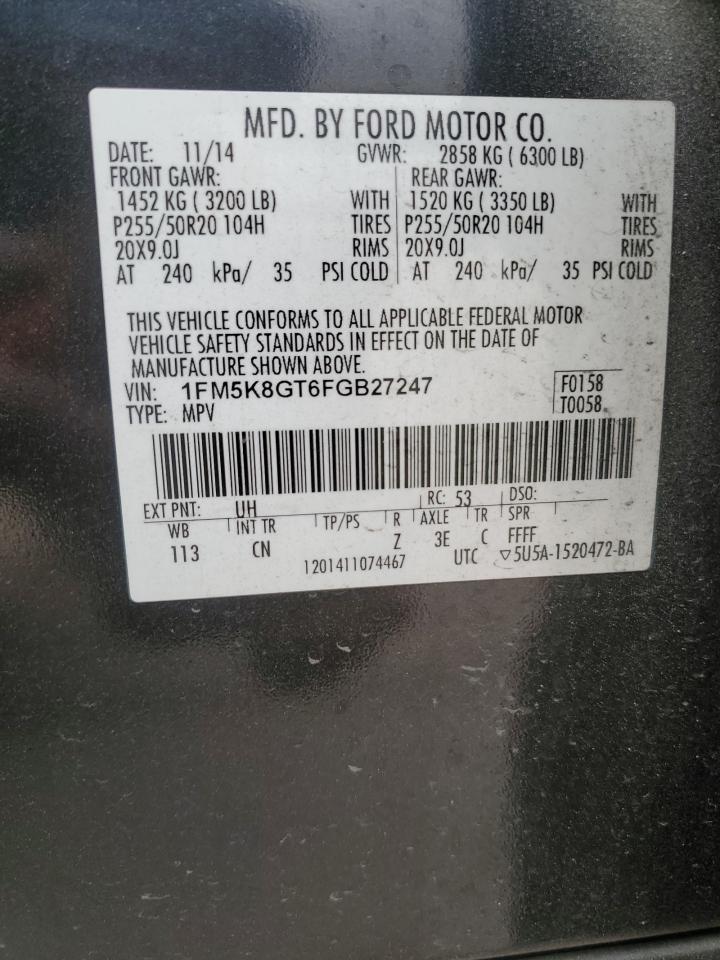 MFD. BY FORD MOTOR CO.
DATE: 11/14 GVWR: 2858 KG ( 6300 LB)
FRONT GAWR: REAR GAWR:
1452 KG ( 3200 LB) WITH 1520 KG ( 3350 LB) WITH
P255/50R20 104H TIRES P255/50R20 104H TIRES
20X9.0J RIMS 20X9.0J RIMS
AT 240 kPa/ 35 PSI COLD AT 240 kPa/ 35 PSI COLD
THIS VEHICLE CONFORMS TO ALL APPLICABLE FEDERAL MOTOR
VEHICLE SAFETY STANDARDS IN EFFECT ON THE DATE OF
MANUFACTURE SHOWN ABOVE.
VIN: 1FM5K8GT6FGB27247 F0158
TYPE: MPV T0058
EXT PNT: UH RC: 53 DSO:
WB INT TR TP/PS R AXLE TR SPR
113 CN Z 3E C FFFF
1201411074467 UTC ▽5U5A-1520472-BA